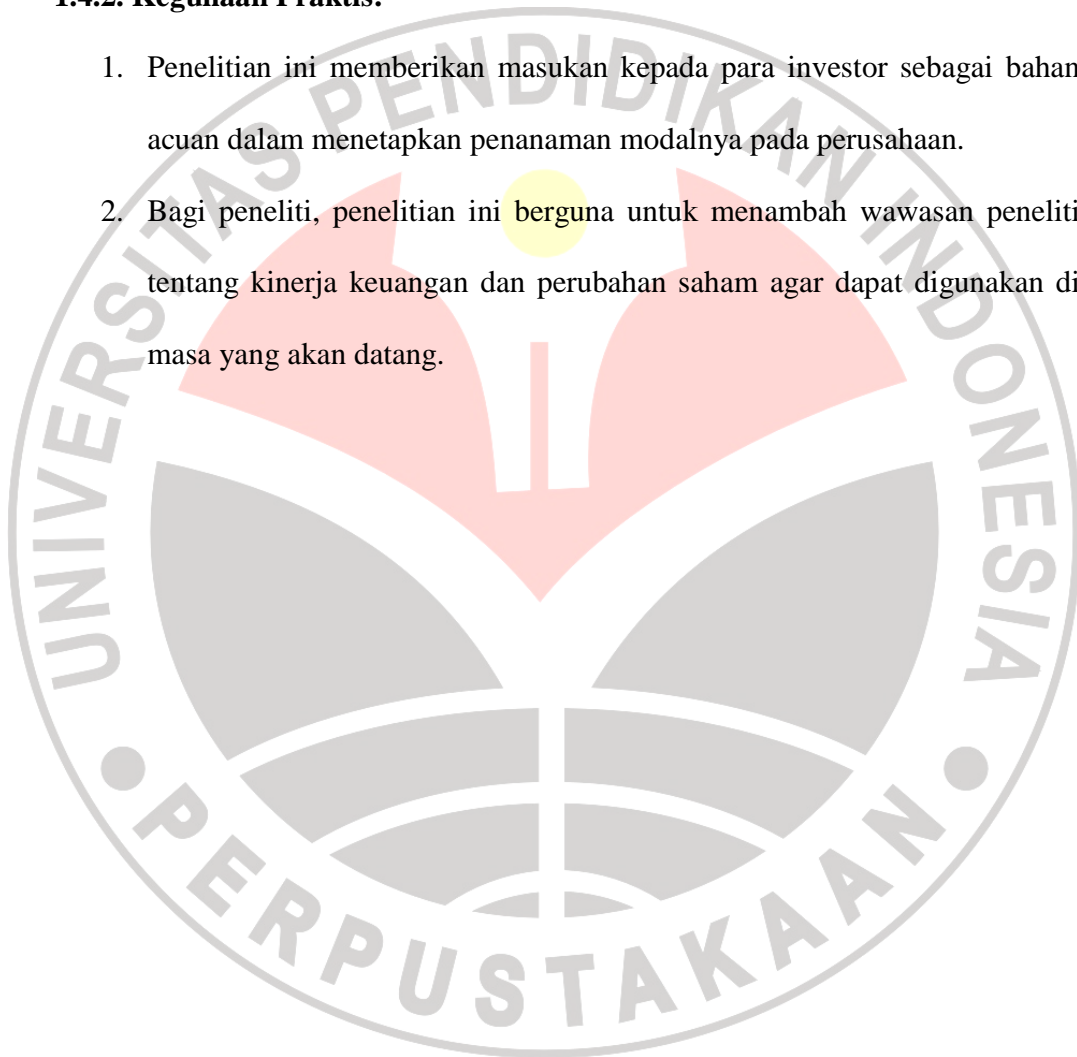 1.4.2. Kegunaan Praktis:
1. Penelitian ini memberikan masukan kepada para investor sebagai bahan
acuan dalam menetapkan penanaman modalnya pada perusahaan.
2. Bagi peneliti, penelitian ini berguna untuk menambah wawasan peneliti
tentang kinerja keuangan dan perubahan saham agar dapat digunakan di
masa yang akan datang.
UNIVERSITAS PENDIDIKAN INDONESIA
PERPUSTAKAAN